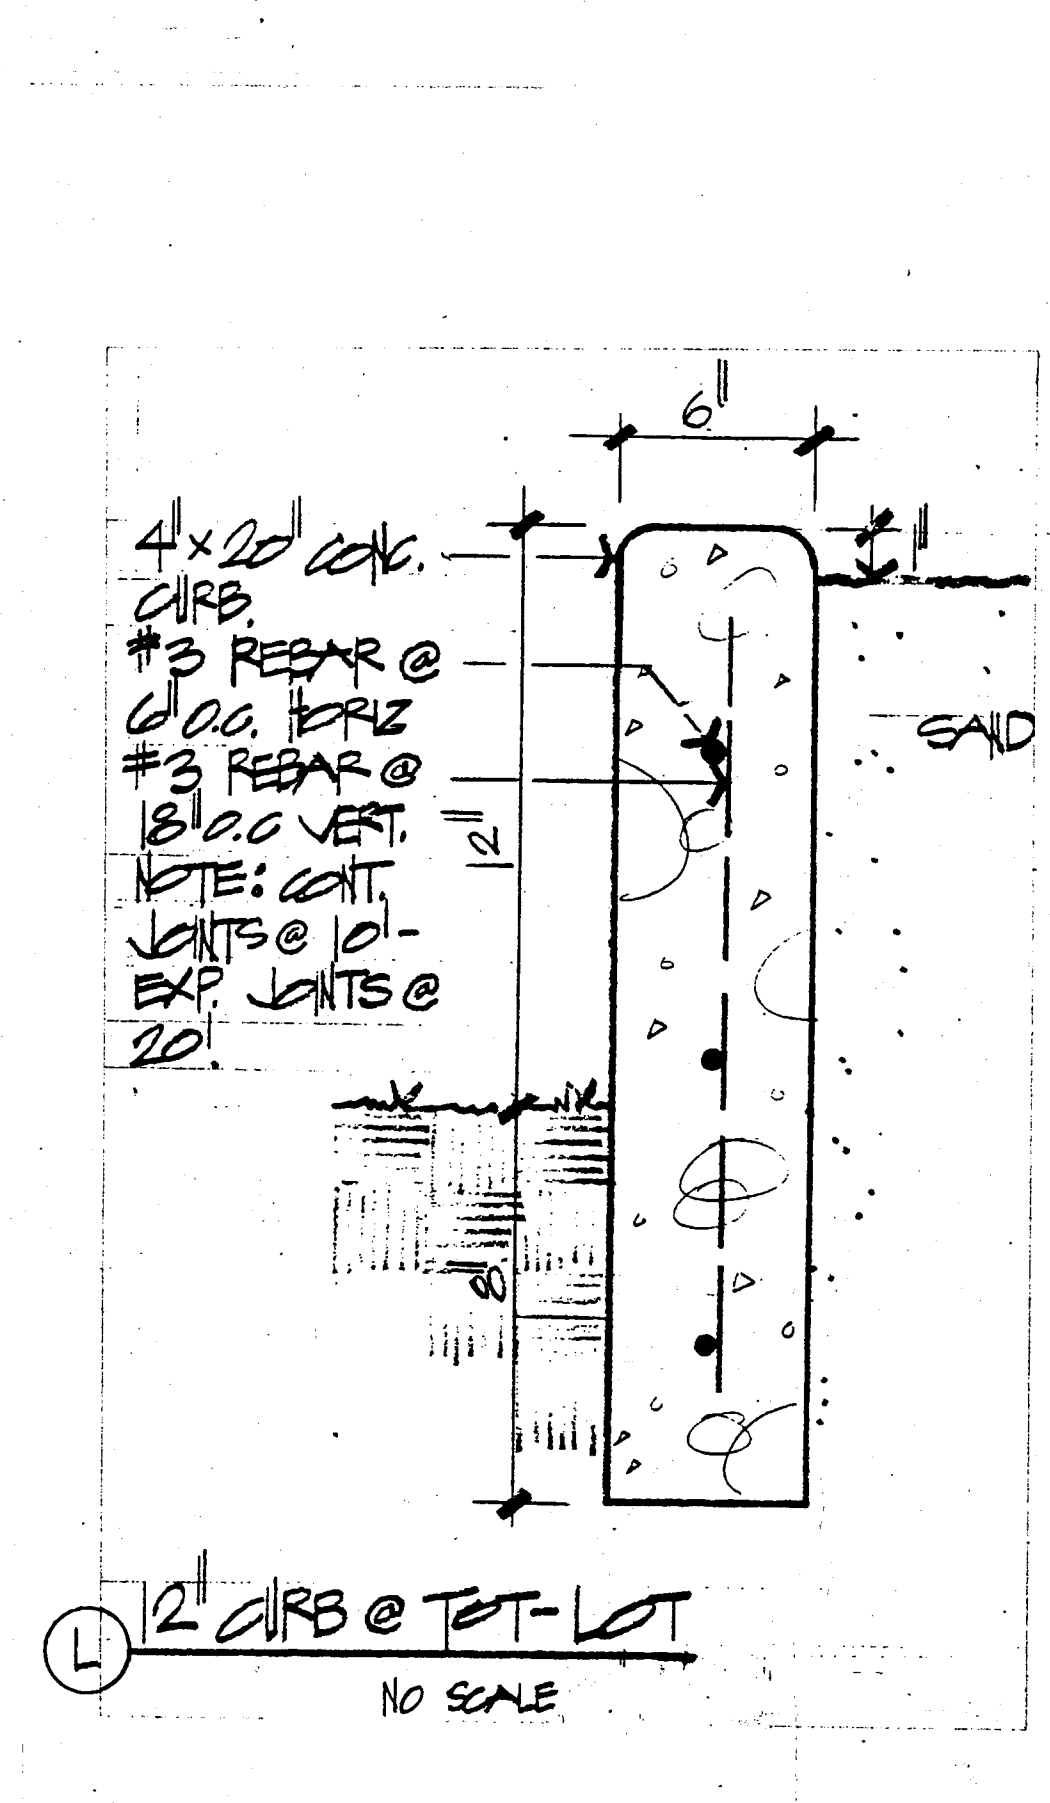 6"
1"
4" x 20" CONC.
CURB.
#3 REBAR @
6" O.C. HORIZ
#3 REBAR @
18" O.C VERT.
NOTE: CONT.
JOINTS @ 10'-
EXP. JOINTS @
20'.
SAND
12"
8"
L
12" CURB @ TOT-LOT
NO SCALE